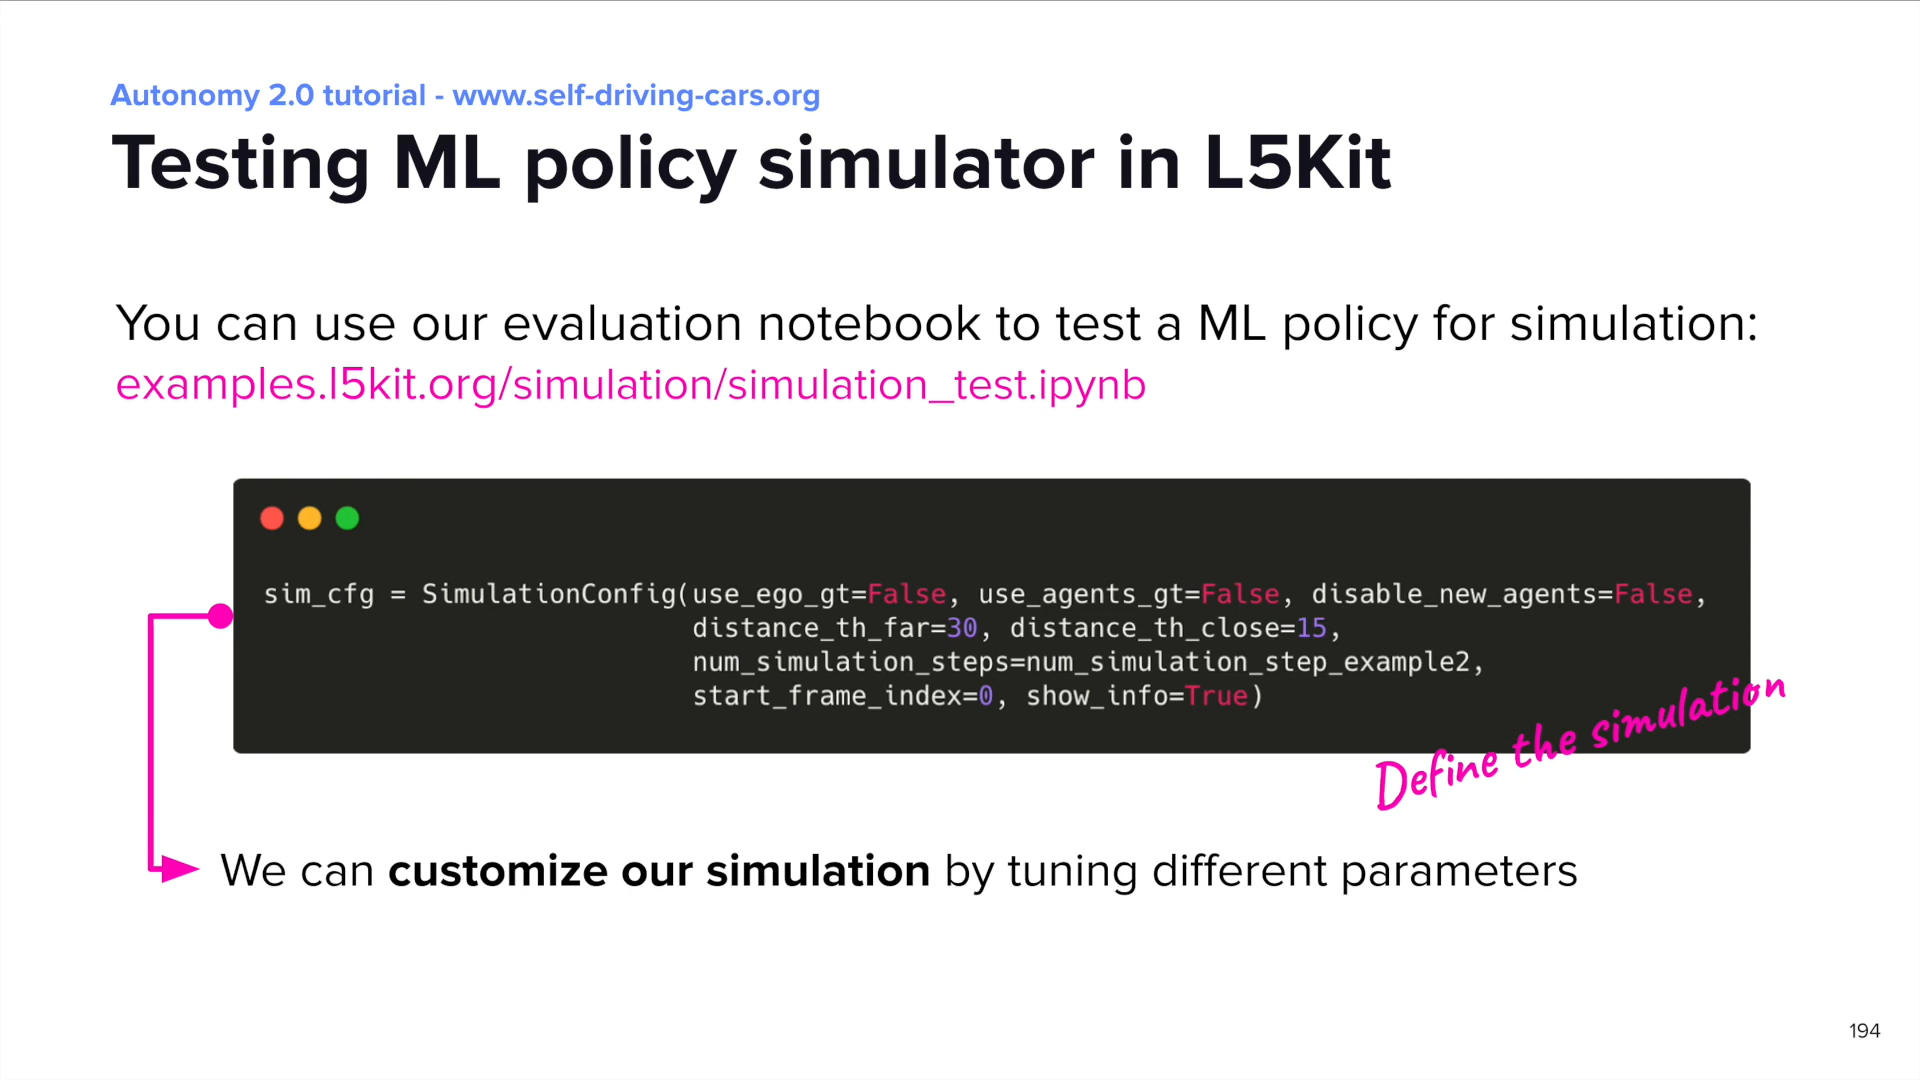 Autonomy 2.0 tutorial - www.self-driving-cars.org
Testing ML policy simulator in L5Kit
You can use our evaluation notebook to test a ML policy for simulation:
examples.l5kit.org/simulation/simulation_test.ipynb
sim_cfg = SimulationConfig(use_ego_gt=False, use_agents_gt=False, disable_new_agents=False,
distance_th_far=30, distance_th_close=15,
num_simulation_steps=num_simulation_step_example2,
start_frame_index=0, show_info=True)
Define the simulation
We can customize our simulation by tuning different parameters
194